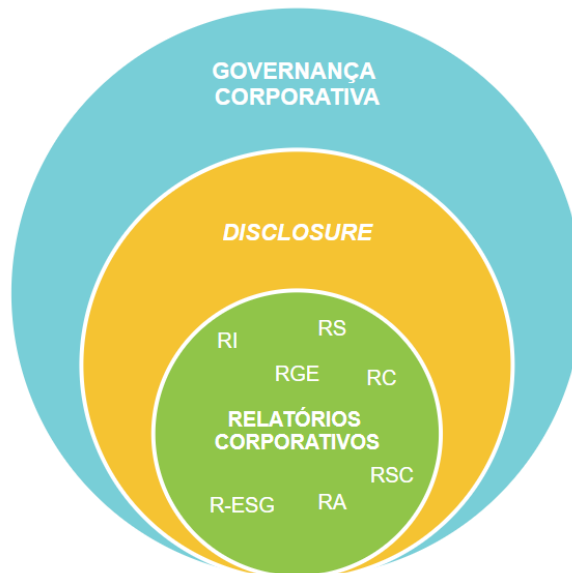 GOVERNANÇA
CORPORATIVA
DISCLOSURE
RS
RI
RGE
RC
RELATÓRIOS
CORPORATIVOS
RSC
R-ESG
RA